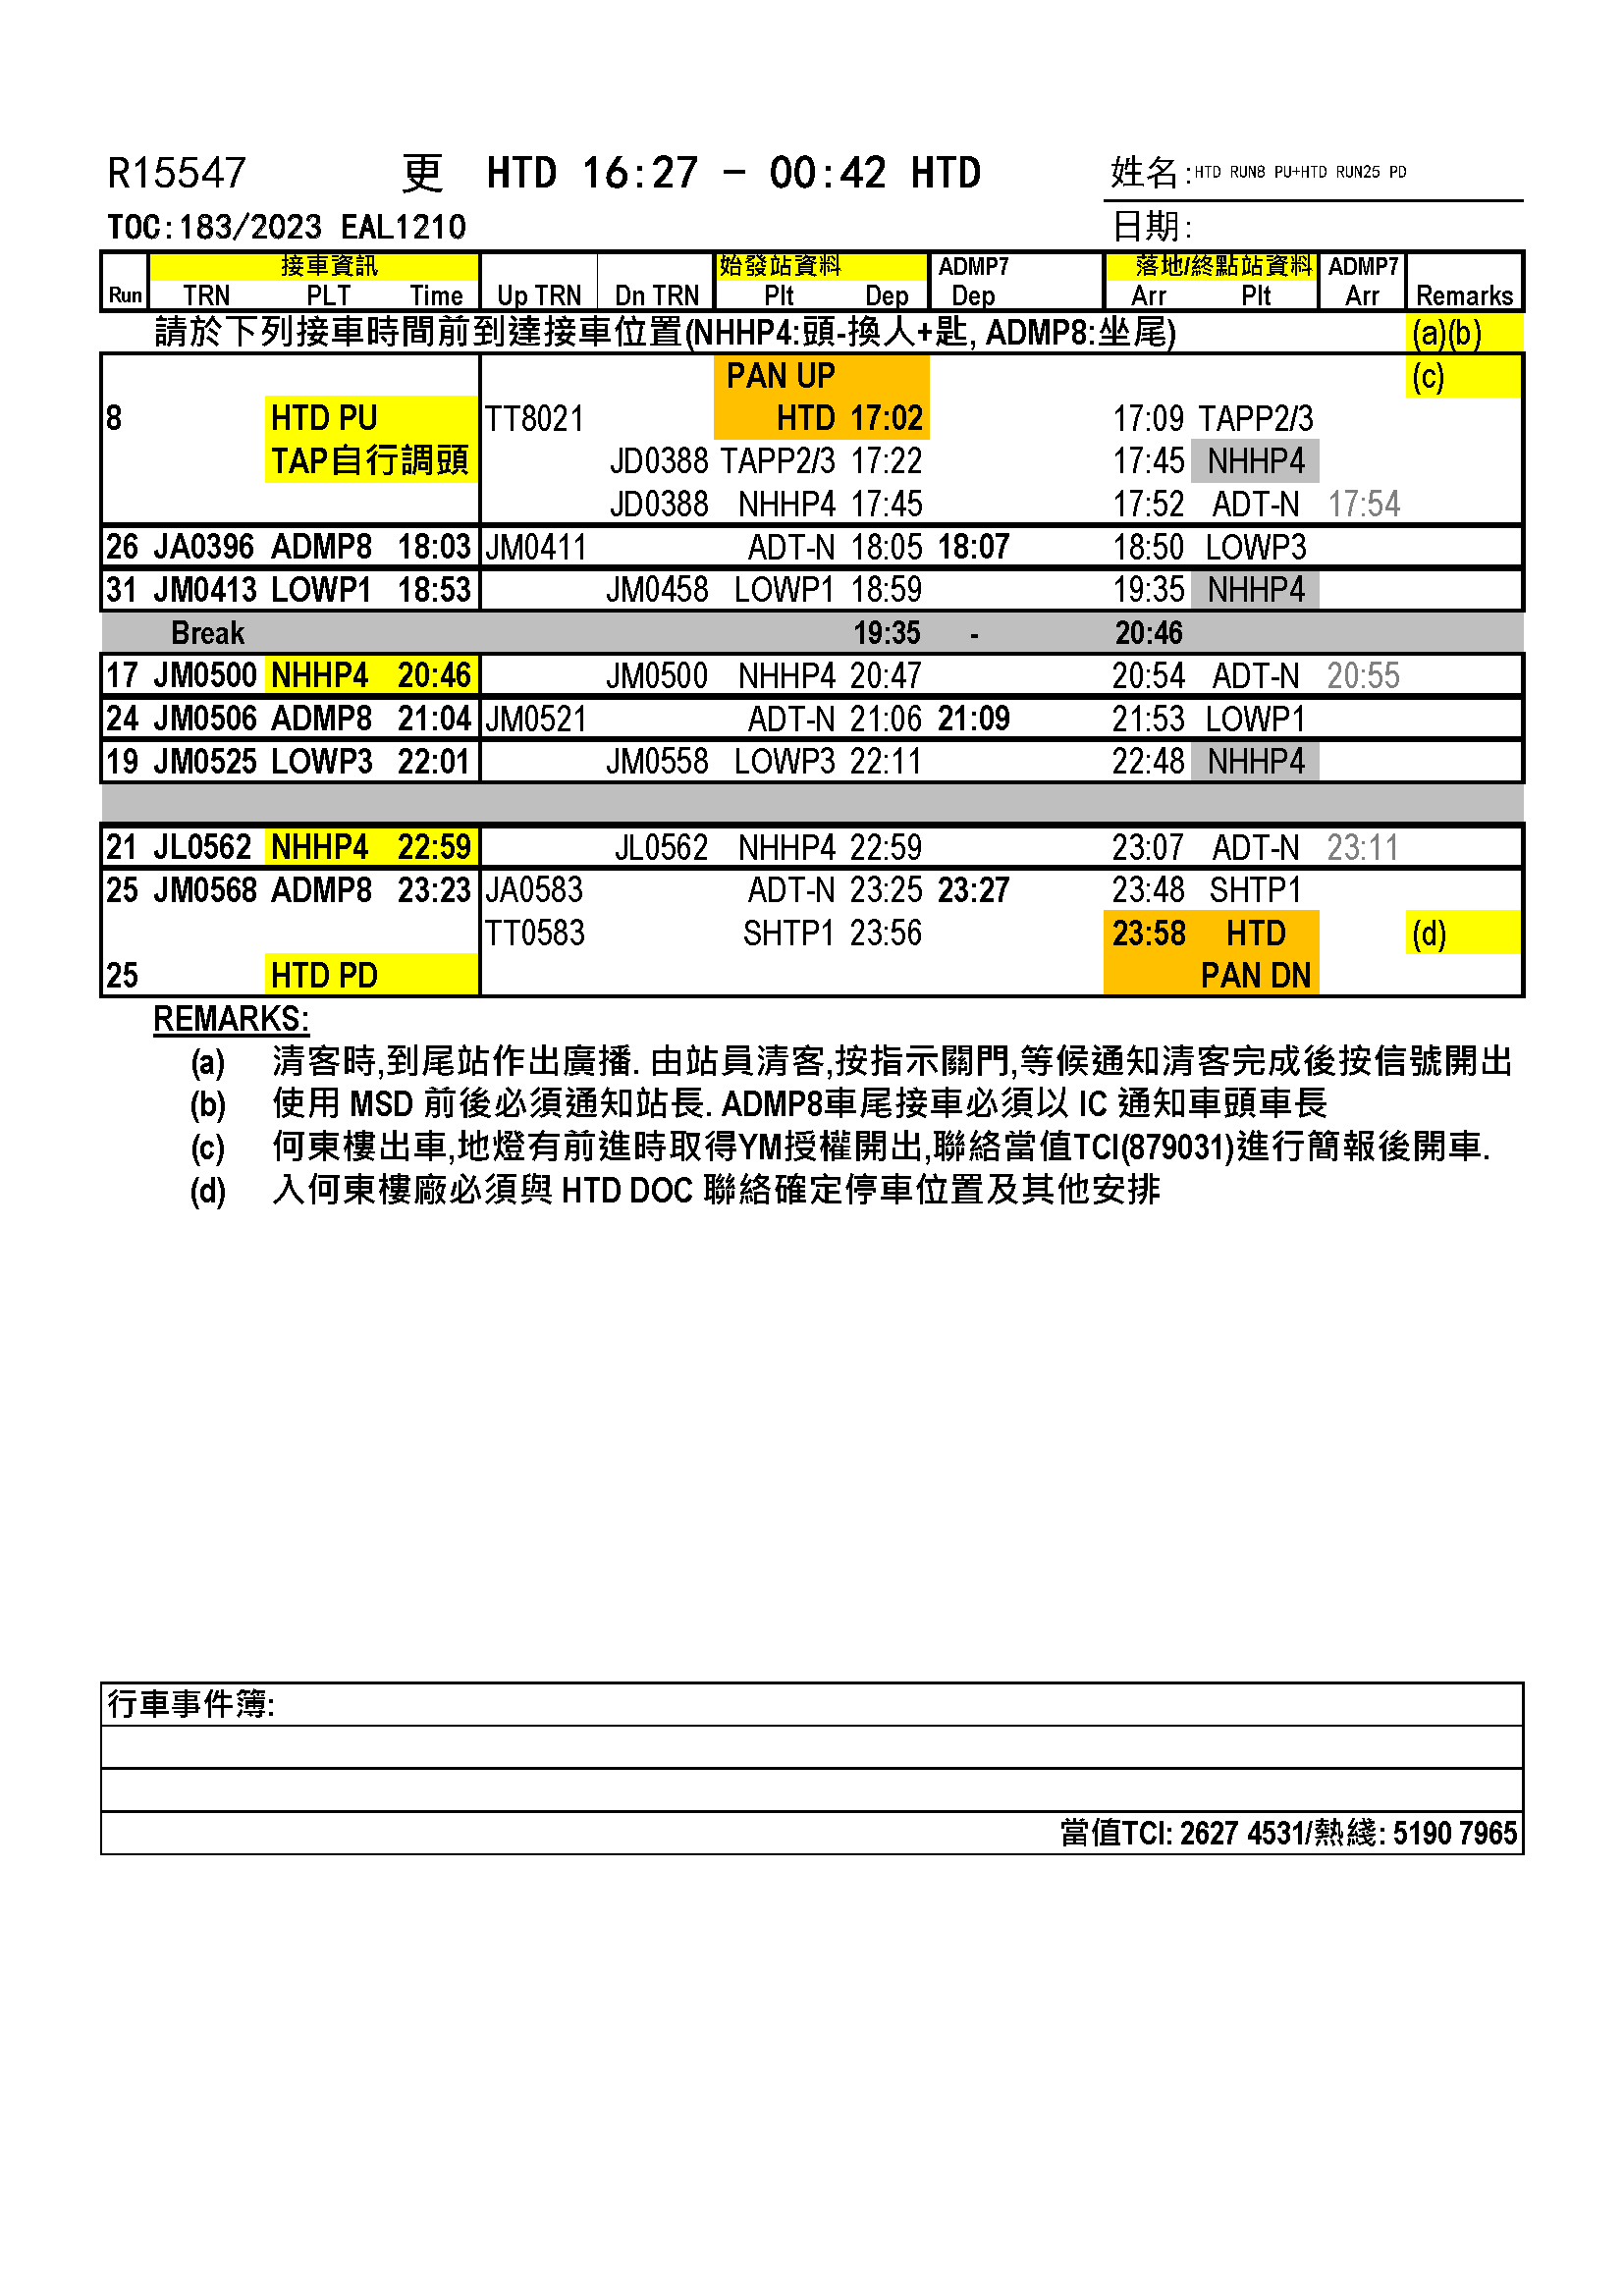 R15547 更 HTD 16:27 - 00:42 HTD 姓名:HTD RUN8 PU+HTD RUN25 PD
TOC:183/2023 EAL1210 日期:
接車資訊 始發站資料 ADMP7 落地/終點站資料 ADMP7
Run TRN PLT Time Up TRN Dn TRN Plt Dep Dep Arr Plt Arr Remarks
請於下列接車時間前到達接車位置(NHHP4:頭-換人+匙, ADMP8:坐尾) (a)(b)
PAN UP (c)
8 HTD PU TT8021 HTD 17:02 17:09 TAPP2/3
TAP自行調頭 JD0388 TAPP2/3 17:22 17:45 NHHP4
JD0388 NHHP4 17:45 17:52 ADT-N 17:54
26 JA0396 ADMP8 18:03 JM0411 ADT-N 18:05 18:07 18:50 LOWP3
31 JM0413 LOWP1 18:53 JM0458 LOWP1 18:59 19:35 NHHP4
Break 19:35 - 20:46
17 JM0500 NHHP4 20:46 JM0500 NHHP4 20:47 20:54 ADT-N 20:55
24 JM0506 ADMP8 21:04 JM0521 ADT-N 21:06 21:09 21:53 LOWP1
19 JM0525 LOWP3 22:01 JM0558 LOWP3 22:11 22:48 NHHP4
21 JL0562 NHHP4 22:59 JL0562 NHHP4 22:59 23:07 ADT-N 23:11
25 JM0568 ADMP8 23:23 JA0583 ADT-N 23:25 23:27 23:48 SHTP1
TT0583 SHTP1 23:56 23:58 HTD (d)
25 HTD PD PAN DN
REMARKS:
(a) 清客時,到尾站作出廣播. 由站員清客,按指示關門,等候通知清客完成後按信號開出
(b) 使用 MSD 前後必須通知站長. ADMP8車尾接車必須以 IC 通知車頭車長
(c) 何東樓出車,地燈有前進時取得YM授權開出,聯絡當值TCI(879031)進行簡報後開車.
(d) 入何東樓廠必須與 HTD DOC 聯絡確定停車位置及其他安排
行車事件簿:
當值TCI: 2627 4531/熱綫: 5190 7965